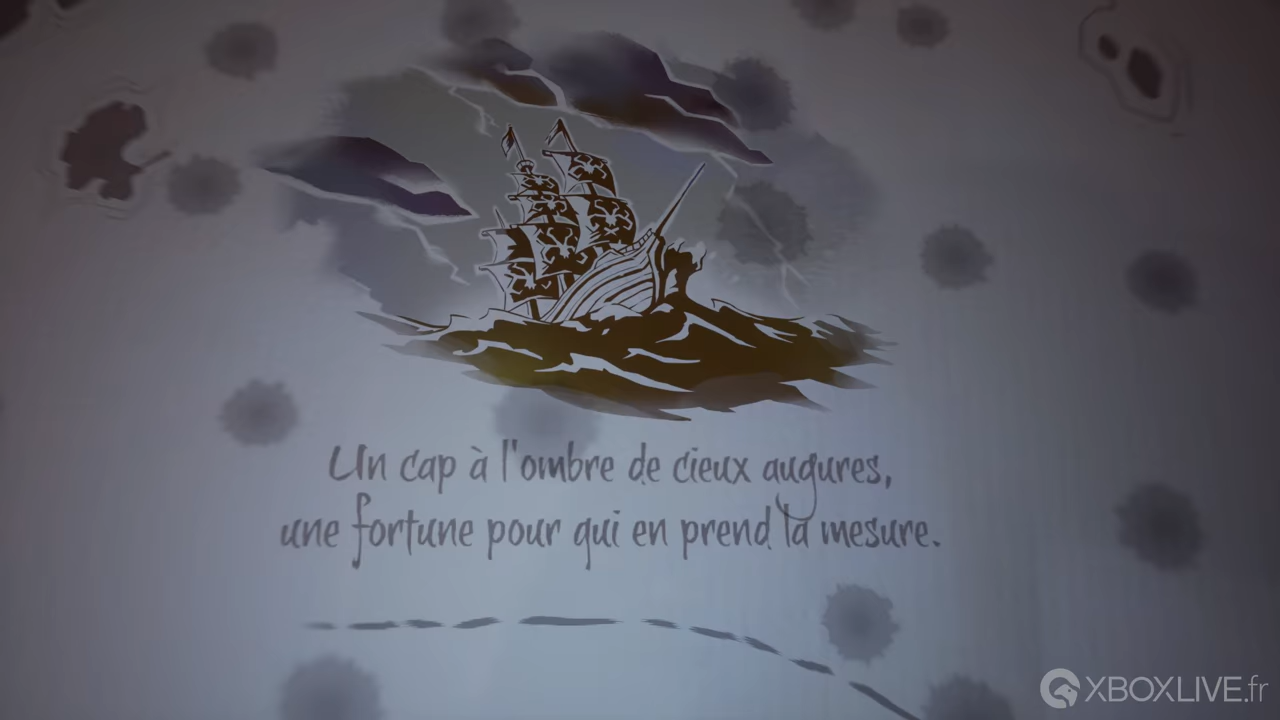 Un cap à l'ombre de cieux augures,
une fortune pour qui en prend la mesure.
XBOXLIVE.fr